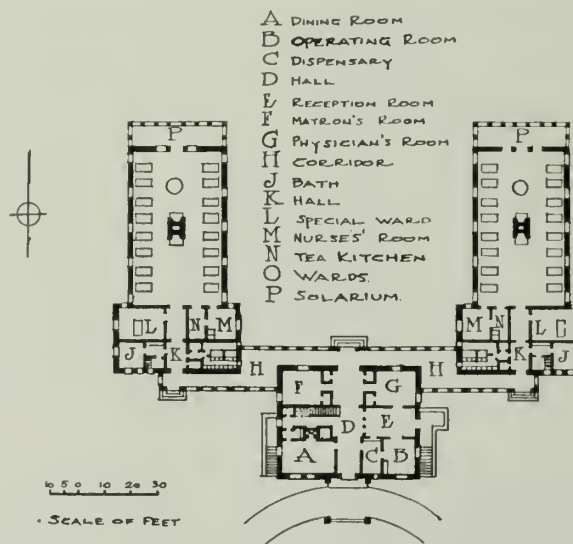 A DINING ROOM
B OPERATING ROOM
C DISPENSARY
D HALL
E RECEPTION ROOM
F MATRON'S ROOM
G PHYSICIAN'S ROOM
H CORRIDOR
J BATH
K HALL
L SPECIAL WARD
M NURSES' ROOM
N TEA KITCHEN
O WARDS.
P SOLARIUM.
P
P
O
O
L N M
M N L
J K
K J
H
H
F
G
D
E
A
C B
10 5 0 10 20 30
SCALE OF FEET